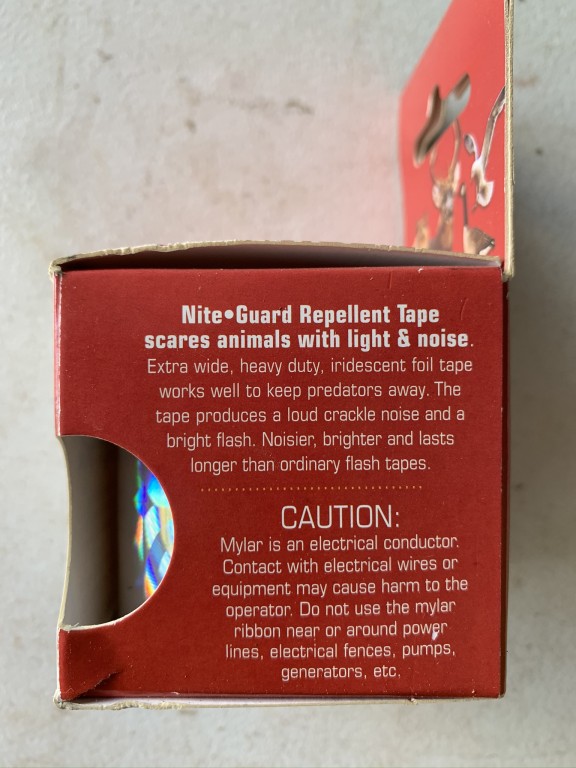 Nite•Guard Repellent Tape
scares animals with light & noise.
Extra wide, heavy duty, iridescent foil tape
works well to keep predators away. The
tape produces a loud crackle noise and a
bright flash. Noisier, brighter and lasts
longer than ordinary flash tapes.
CAUTION:
Mylar is an electrical conductor.
Contact with electrical wires or
equipment may cause harm to the
operator. Do not use the mylar
ribbon near or around power
lines, electrical fences, pumps,
generators, etc.